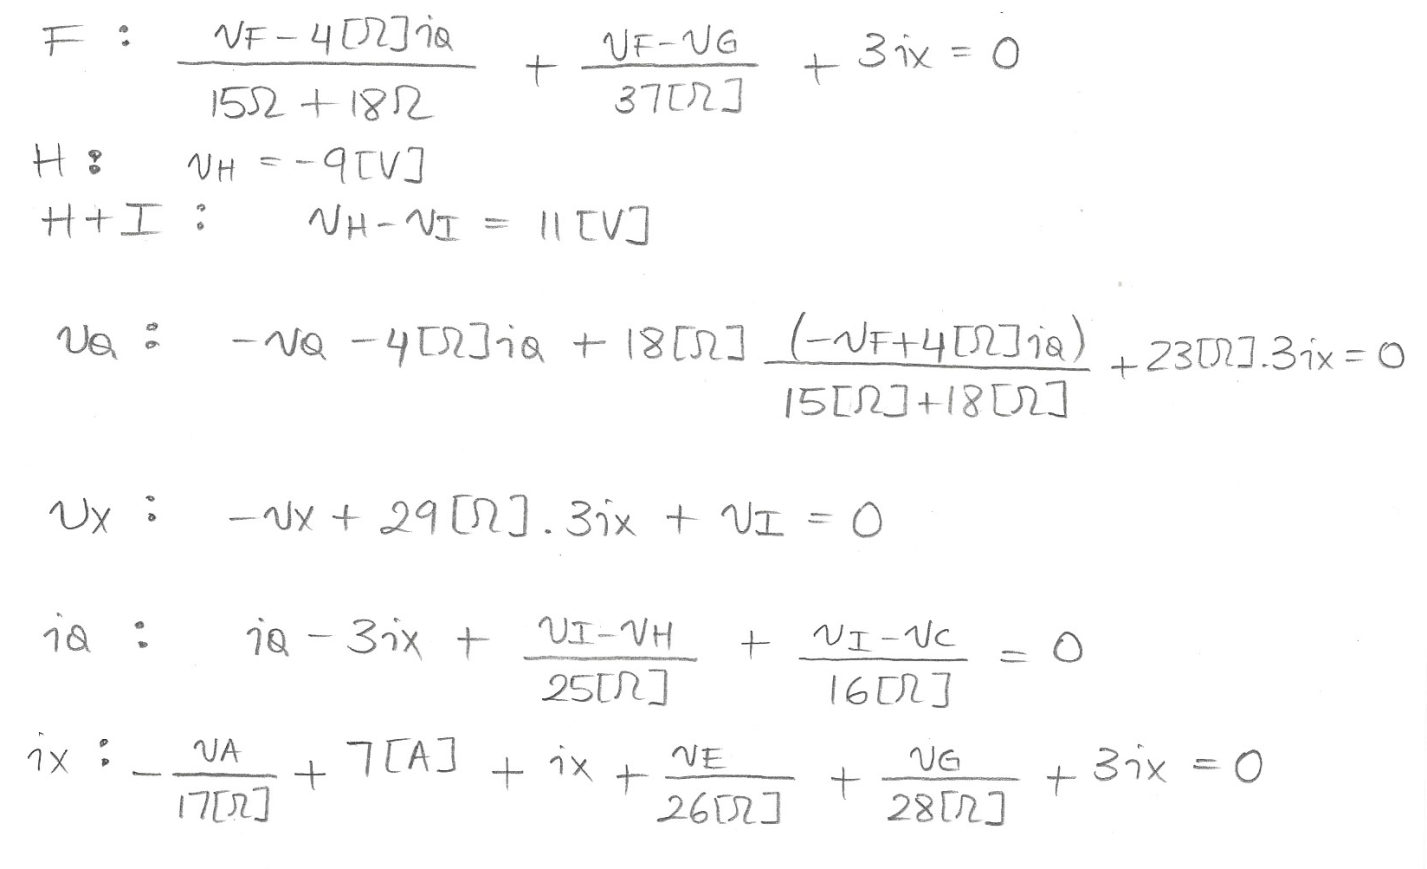 F : (vF - 4[Ω]iQ) / (15Ω + 18Ω) + (vF - vG) / 37[Ω] + 3ix = 0
H : vH = -9[V]
H + I : vH - vI = 11[V]
vQ : -vQ - 4[Ω]iQ + 18[Ω] (-vF + 4[Ω]iQ) / (15[Ω] + 18[Ω]) + 23[Ω].3ix = 0
vX : -vX + 29[Ω].3ix + vI = 0
iQ : iQ - 3ix + (vI - vH) / 25[Ω] + (vI - vC) / 16[Ω] = 0
ix : - vA / 17[Ω] + 7[A] + ix + vE / 26[Ω] + vG / 28[Ω] + 3ix = 0